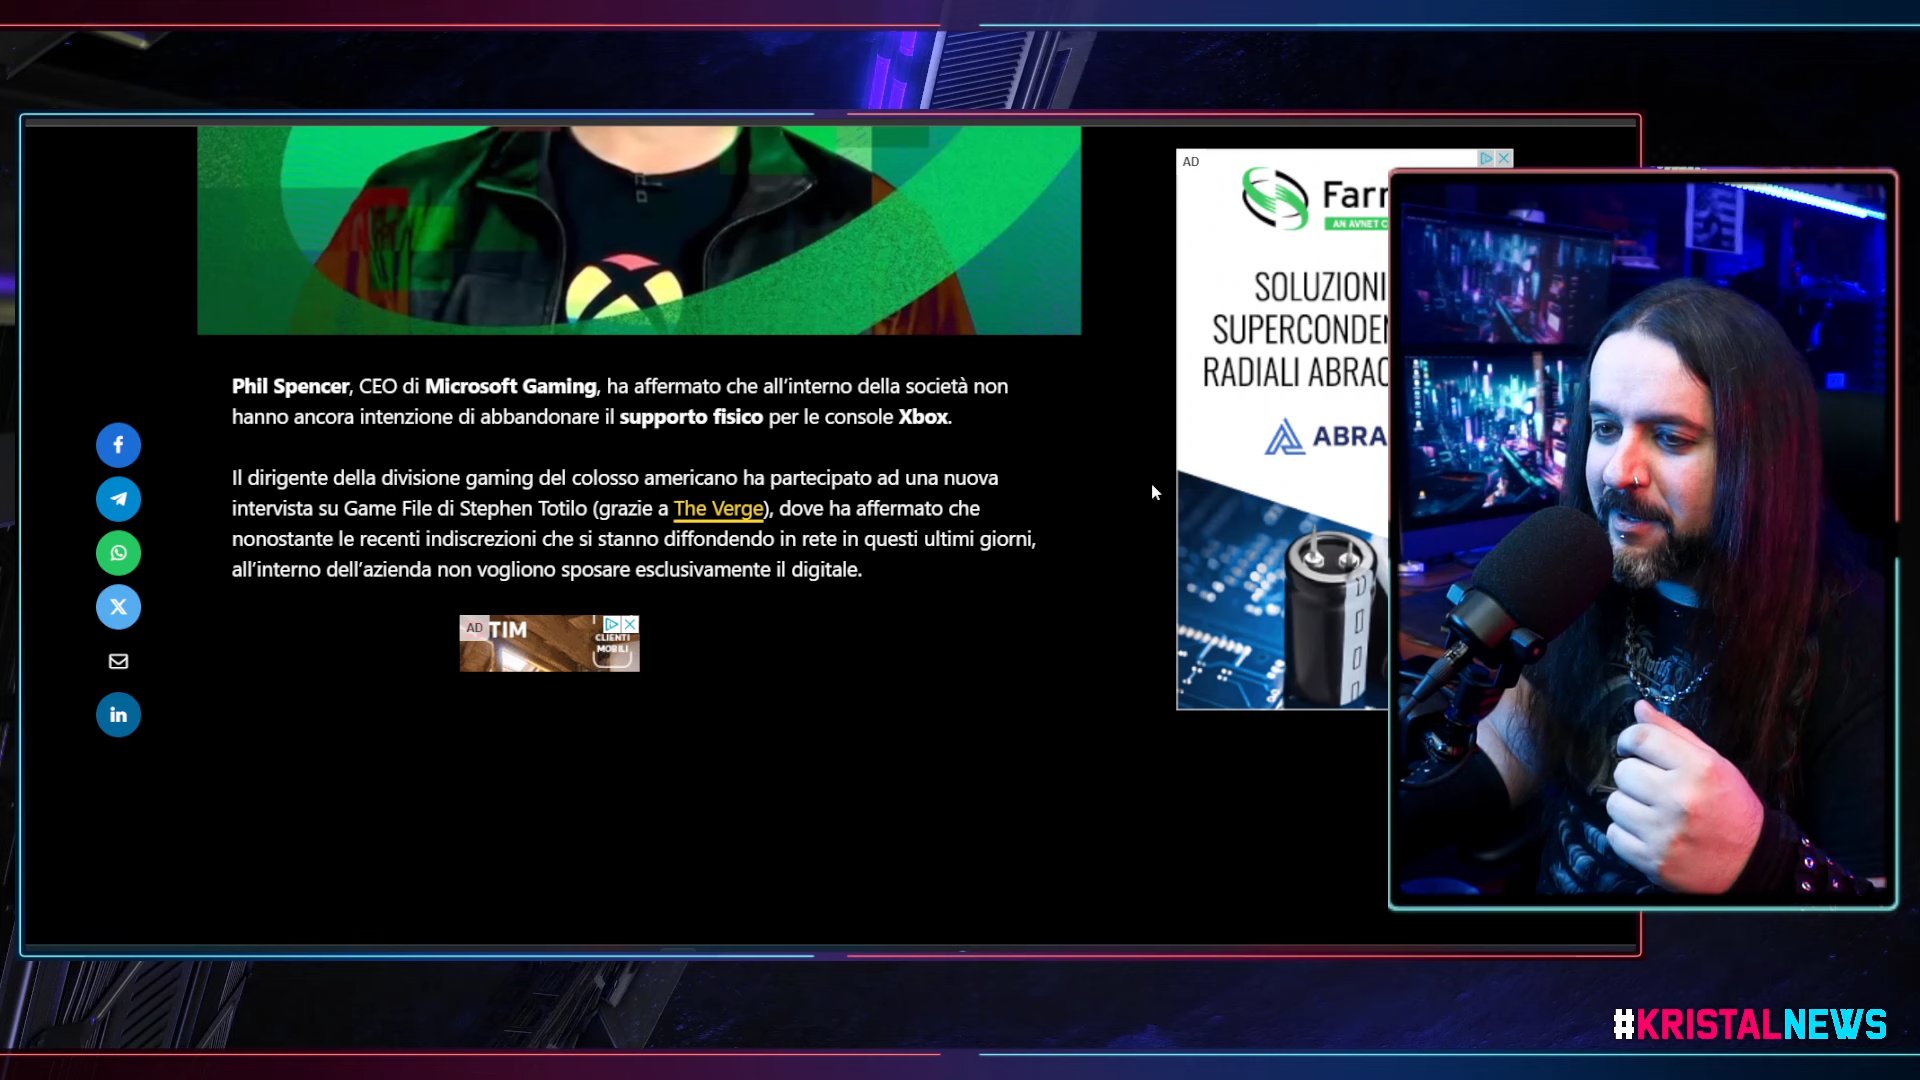 Phil Spencer, CEO di Microsoft Gaming, ha affermato che all'interno della società non
hanno ancora intenzione di abbandonare il supporto fisico per le console Xbox.
Il dirigente della divisione gaming del colosso americano ha partecipato ad una nuova
intervista su Game File di Stephen Totilo (grazie a The Verge), dove ha affermato che
nonostante le recenti indiscrezioni che si stanno diffondendo in rete in questi ultimi giorni,
all'interno dell'azienda non vogliono sposare esclusivamente il digitale.
AD
TIM
CLIENTI
MOBILI
AD
AN AVNET C
SOLUZIONI
RADIALI
#KRISTALNEWS